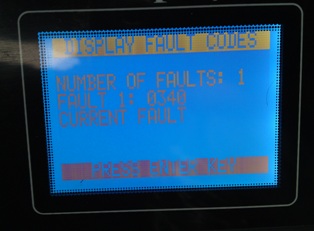 DISPLAY FAULT CODES
NUMBER OF FAULTS: 1
FAULT 1: 0340
CURRENT FAULT
PRESS ENTER KEY